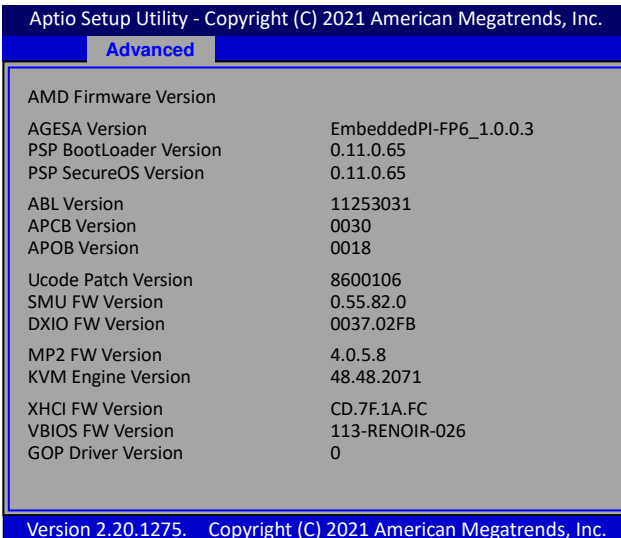 Aptio Setup Utility - Copyright (C) 2021 American Megatrends, Inc.
Advanced
AMD Firmware Version
AGESA Version EmbeddedPI-FP6_1.0.0.3
PSP BootLoader Version 0.11.0.65
PSP SecureOS Version 0.11.0.65
ABL Version 11253031
APCB Version 0030
APOB Version 0018
Ucode Patch Version 8600106
SMU FW Version 0.55.82.0
DXIO FW Version 0037.02FB
MP2 FW Version 4.0.5.8
KVM Engine Version 48.48.2071
XHCI FW Version CD.7F.1A.FC
VBIOS FW Version 113-RENOIR-026
GOP Driver Version 0
Version 2.20.1275. Copyright (C) 2021 American Megatrends, Inc.